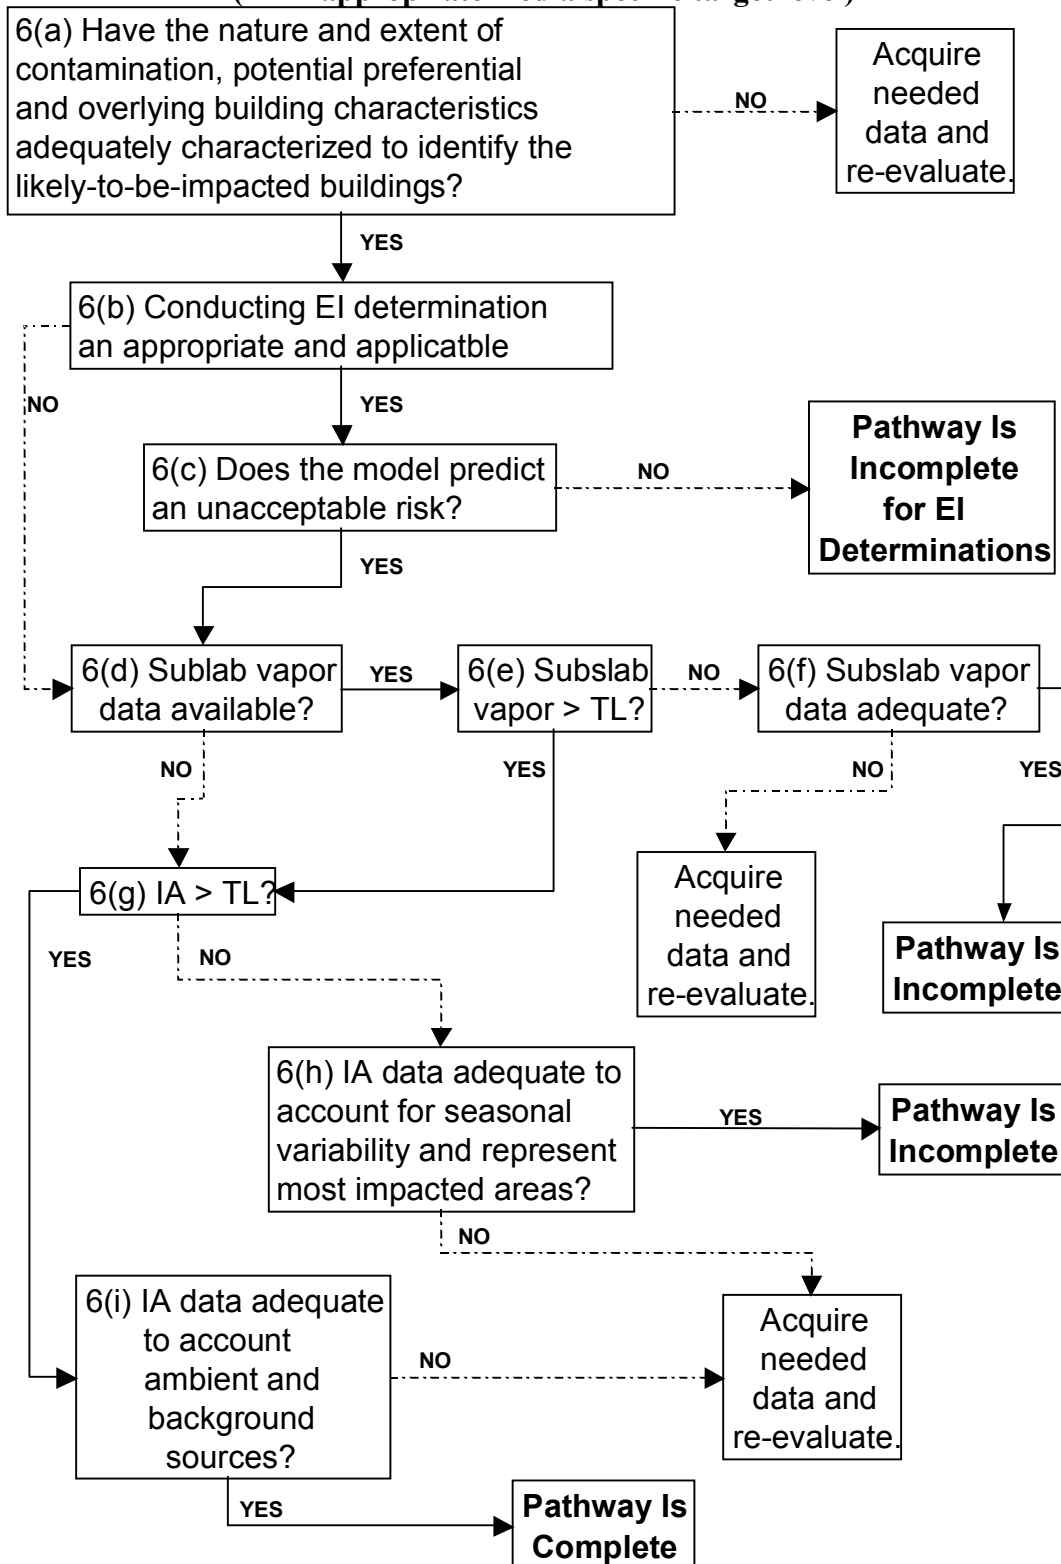 6(a) Have the nature and extent of
contamination, potential preferential
and overlying building characteristics
adequately characterized to identify the
likely-to-be-impacted buildings?
NO
Acquire
needed
data and
re-evaluate.
YES
6(b) Conducting EI determination
an appropriate and applicatble
NO
YES
6(c) Does the model predict
an unacceptable risk?
NO
Pathway Is
Incomplete
for EI
Determinations
YES
6(d) Sublab vapor
data available?
YES
6(e) Subslab
vapor > TL?
NO
6(f) Subslab vapor
data adequate?
NO
YES
NO
YES
6(g) IA > TL?
Acquire
needed
data and
re-evaluate.
Pathway Is
Incomplete
YES
NO
6(h) IA data adequate to
account for seasonal
variability and represent
most impacted areas?
YES
Pathway Is
Incomplete
NO
6(i) IA data adequate
to account
ambient and
background
sources?
NO
Acquire
needed
data and
re-evaluate.
YES
Pathway Is
Complete